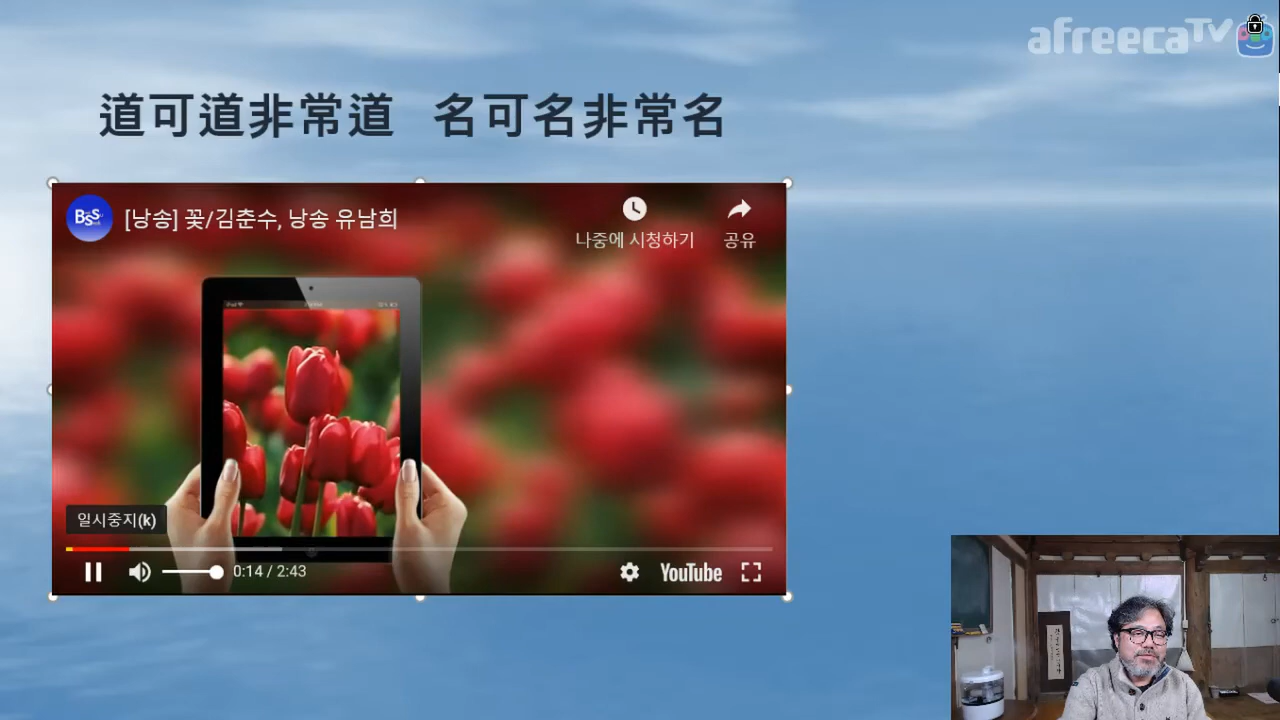 afreecaTV
道可道非常道 名可名非常名
BSS
[낭송] 꽃/김춘수, 낭송 유남희
나중에 시청하기
공유
일시중지(k)
0:14 / 2:43
YouTube